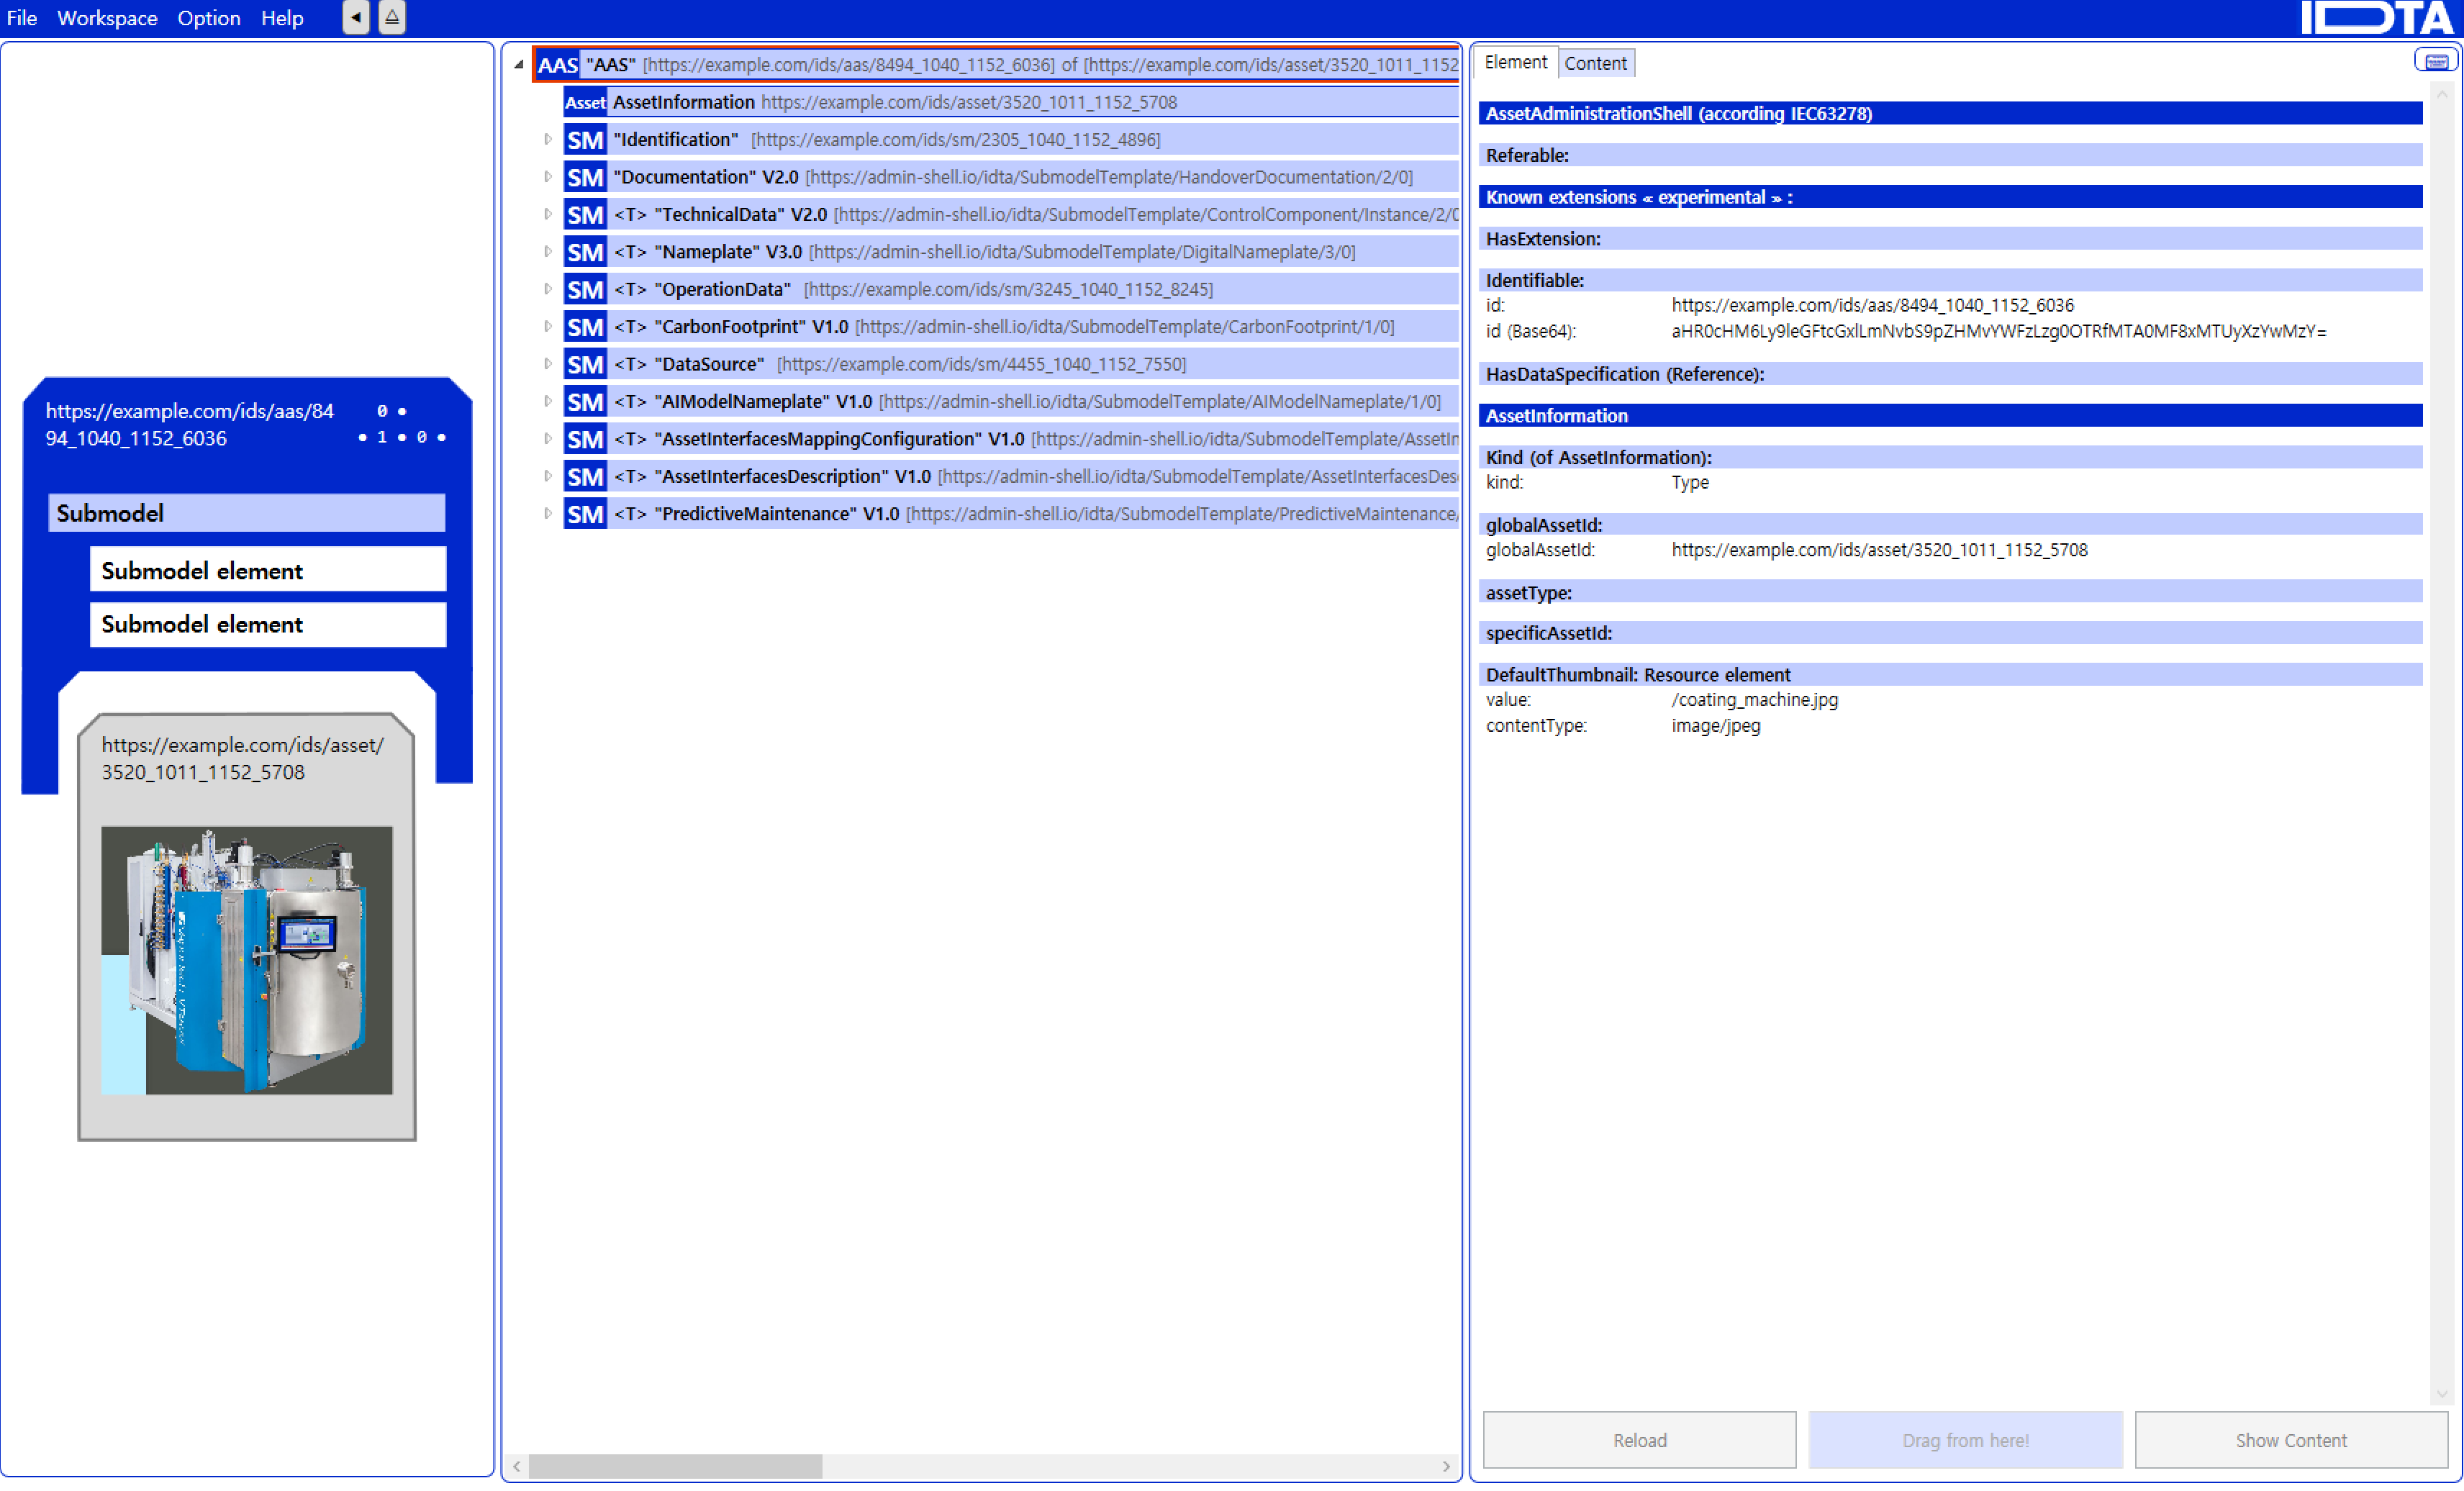 File Workspace Option Help
IDTA
https://example.com/ids/aas/84
94_1040_1152_6036
0
1 0
Submodel
Submodel element
Submodel element
https://example.com/ids/asset/
3520_1011_1152_5708
AAS "AAS" [https://example.com/ids/aas/8494_1040_1152_6036] of [https://example.com/ids/asset/3520_1011_1152
Asset AssetInformation https://example.com/ids/asset/3520_1011_1152_5708
SM "Identification" [https://example.com/ids/sm/2305_1040_1152_4896]
SM "Documentation" V2.0 [https://admin-shell.io/idta/SubmodelTemplate/HandoverDocumentation/2/0]
SM <T> "TechnicalData" V2.0 [https://admin-shell.io/idta/SubmodelTemplate/ControlComponent/Instance/2/0
SM <T> "Nameplate" V3.0 [https://admin-shell.io/idta/SubmodelTemplate/DigitalNameplate/3/0]
SM <T> "OperationData" [https://example.com/ids/sm/3245_1040_1152_8245]
SM <T> "CarbonFootprint" V1.0 [https://admin-shell.io/idta/SubmodelTemplate/CarbonFootprint/1/0]
SM <T> "DataSource" [https://example.com/ids/sm/4455_1040_1152_7550]
SM <T> "AIModelNameplate" V1.0 [https://admin-shell.io/idta/SubmodelTemplate/AIModelNameplate/1/0]
SM <T> "AssetInterfacesMappingConfiguration" V1.0 [https://admin-shell.io/idta/SubmodelTemplate/AssetIn
SM <T> "AssetInterfacesDescription" V1.0 [https://admin-shell.io/idta/SubmodelTemplate/AssetInterfacesDes
SM <T> "PredictiveMaintenance" V1.0 [https://admin-shell.io/idta/SubmodelTemplate/PredictiveMaintenance/
Element Content
AssetAdministrationShell (according IEC63278)
Referable:
Known extensions « experimental » :
HasExtension:
Identifiable:
id: https://example.com/ids/aas/8494_1040_1152_6036
id (Base64): aHR0cHM6Ly9leGFtcGxlLmNvbS9pZHMvYWFzLzg0OTRfMTA0MF8xMTUyXzYwMzY=
HasDataSpecification (Reference):
AssetInformation
Kind (of AssetInformation):
kind: Type
globalAssetId:
globalAssetId: https://example.com/ids/asset/3520_1011_1152_5708
assetType:
specificAssetId:
DefaultThumbnail: Resource element
value: /coating_machine.jpg
contentType: image/jpeg
Reload Drag from here! Show Content